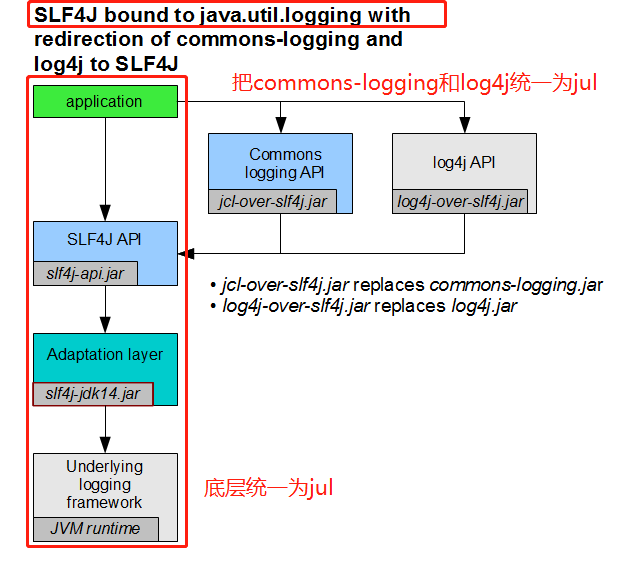 SLF4J bound to java.util.logging with
redirection of commons-logging and
log4j to SLF4J
把commons-logging和log4j统一为jul
application
Commons
logging API
jcl-over-slf4j.jar
log4j API
log4j-over-slf4j.jar
SLF4J API
slf4j-api.jar
• jcl-over-slf4j.jar replaces commons-logging.jar
• log4j-over-slf4j.jar replaces log4j.jar
Adaptation layer
slf4j-jdk14.jar
Underlying
logging
framework
JVM runtime
底层统一为jul